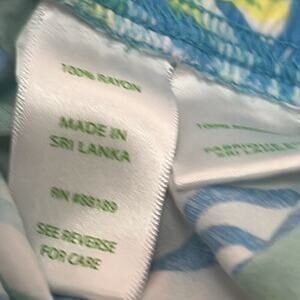 100% RAYON
MADE IN
SRI LANKA
RN #88189
SEE REVERSE
FOR CARE